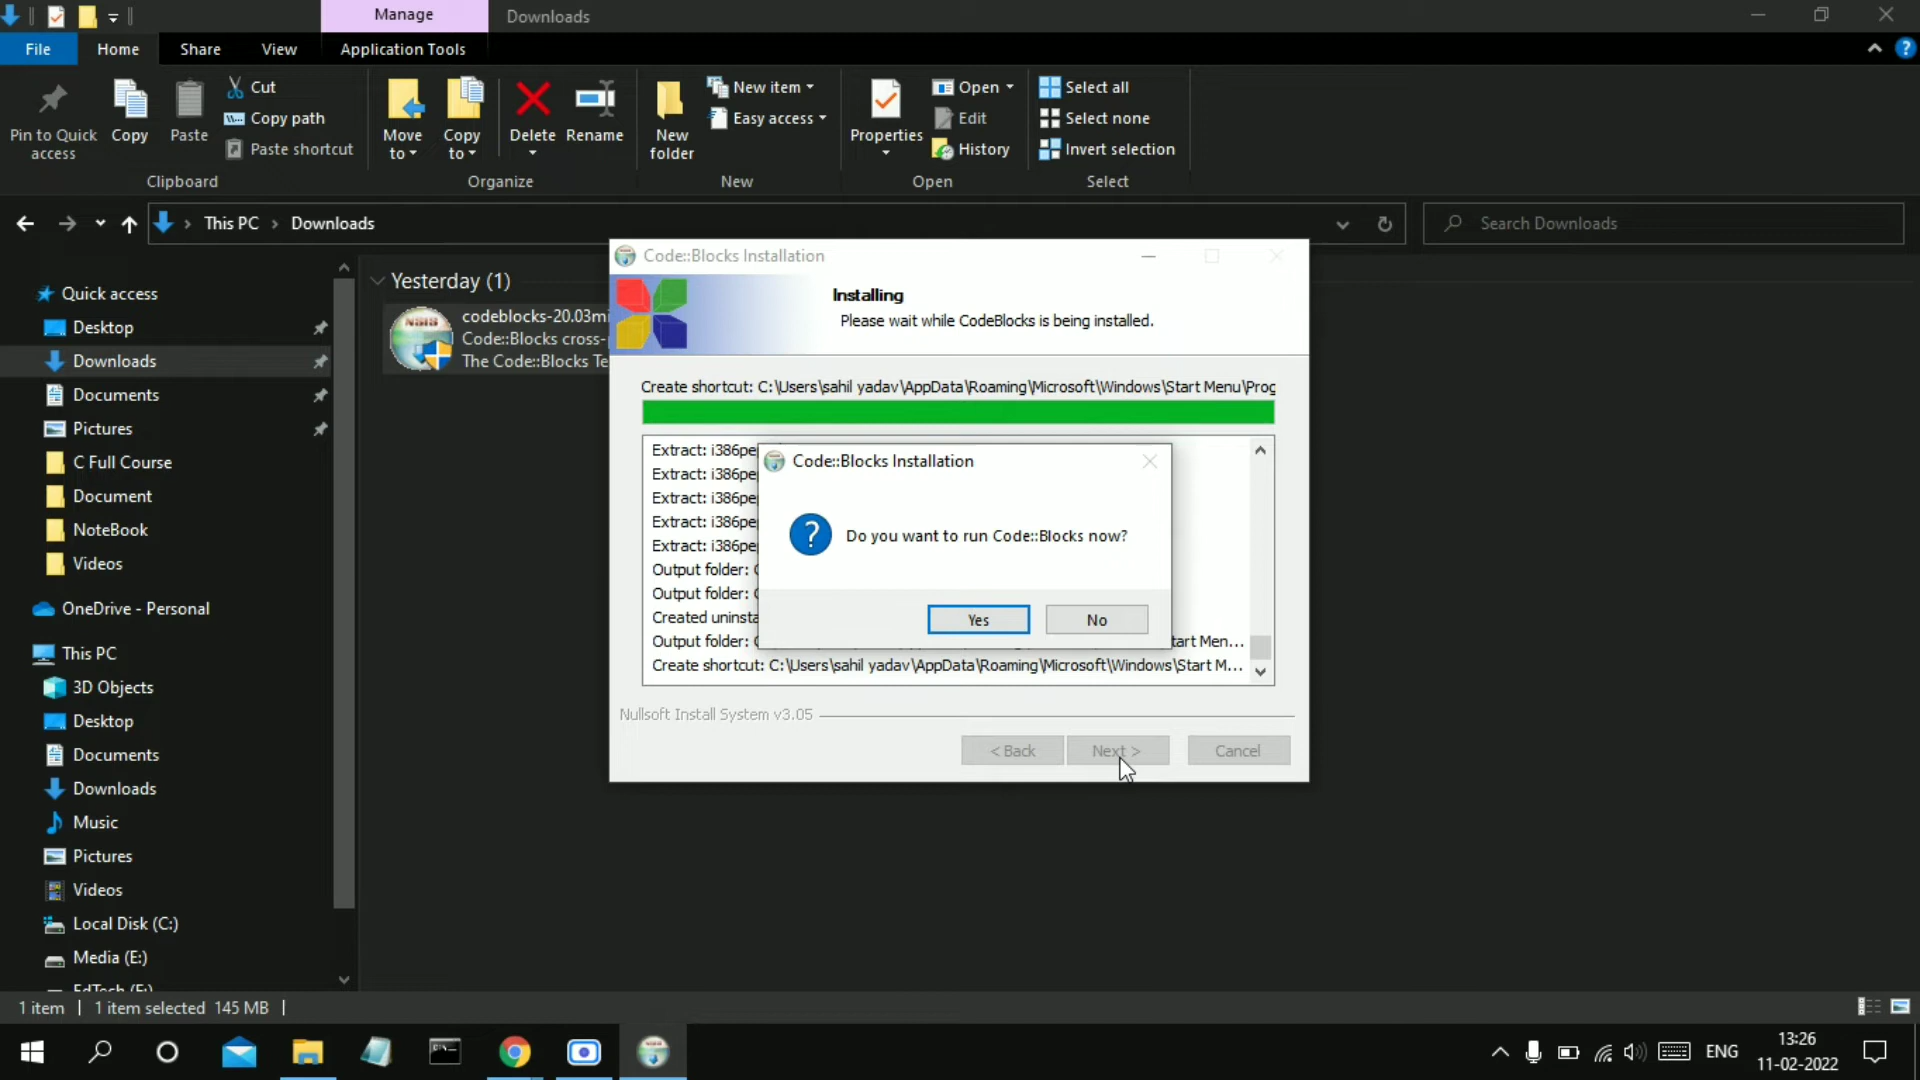 Manage
Downloads
File
Home
Share
View
Application Tools
Pin to Quick access
Copy
Paste
Cut
Copy path
Paste shortcut
Clipboard
Move to
Copy to
Delete
Rename
Organize
New folder
New item
Easy access
New
Properties
Open
Edit
History
Open
Select all
Select none
Invert selection
Select
This PC > Downloads
Search Downloads
Quick access
Desktop
Downloads
Documents
Pictures
C Full Course
Document
NoteBook
Videos
OneDrive - Personal
This PC
3D Objects
Desktop
Documents
Downloads
Music
Pictures
Videos
Local Disk (C:)
Media (E:)
EdTech (F:)
Yesterday (1)
NSIS
codeblocks-20.03mi
Code::Blocks cross-
The Code::Blocks Te
Code::Blocks Installation
Installing
Please wait while CodeBlocks is being installed.
Create shortcut: C:\Users\sahil yadav\AppData\Roaming\Microsoft\Windows\Start Menu\Prog
Extract: i386pe
Extract: i386pe
Extract: i386pe
Extract: i386pe
Extract: i386pe
Output folder:
Output folder:
Created uninsta
Output folder:
tart Men...
Create shortcut: C:\Users\sahil yadav\AppData\Roaming\Microsoft\Windows\Start M...
Code::Blocks Installation
Do you want to run Code::Blocks now?
Yes
No
Nullsoft Install System v3.05
< Back
Next >
Cancel
1 item
1 item selected 145 MB
ENG
13:26
11-02-2022